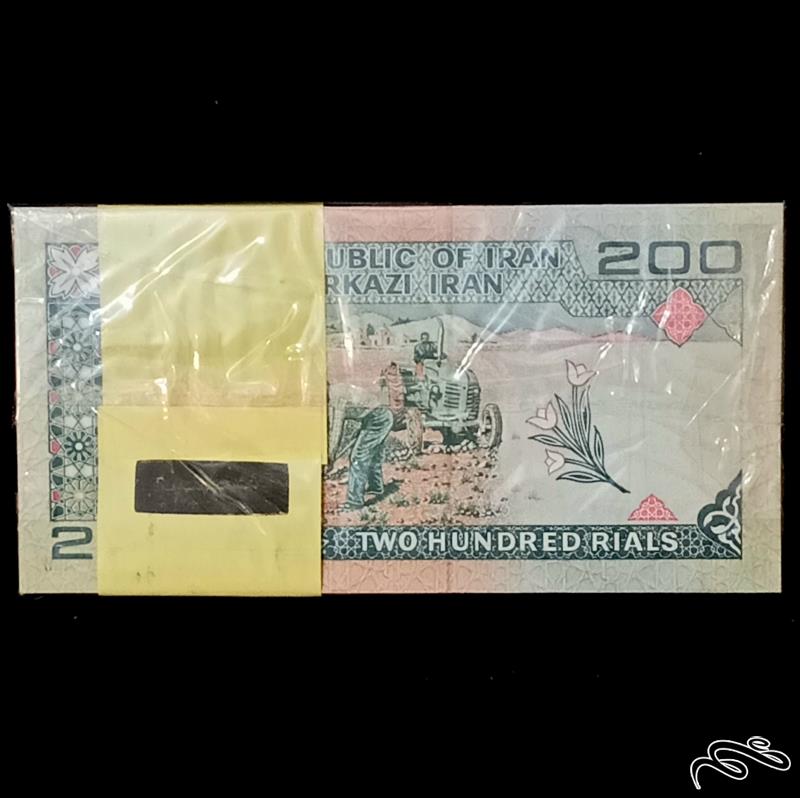 UBLIC OF IRAN 200
RKAZI IRAN
2 TWO HUNDRED RIALS